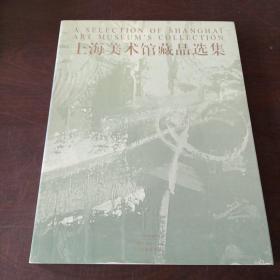 A SELECTION OF SHANGHAI
ART MUSEUM'S COLLECTION
上海美术馆藏品选集